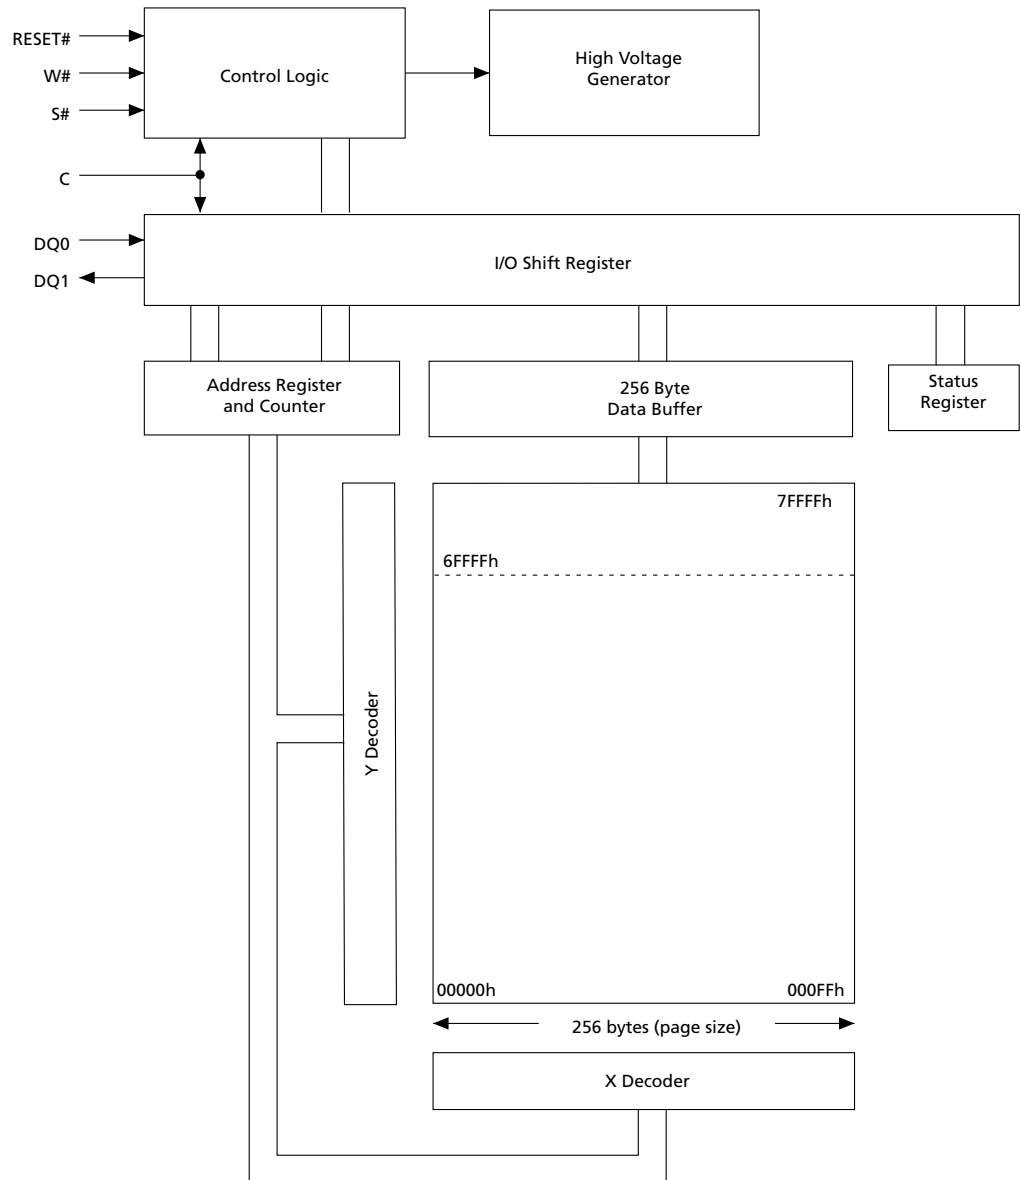 RESET#
W#
S#
Control Logic
High Voltage
Generator
C
DQ0
DQ1
I/O Shift Register
Address Register
and Counter
256 Byte
Data Buffer
Status
Register
7FFFFh
6FFFFh
Y Decoder
00000h
000FFh
256 bytes (page size)
X Decoder